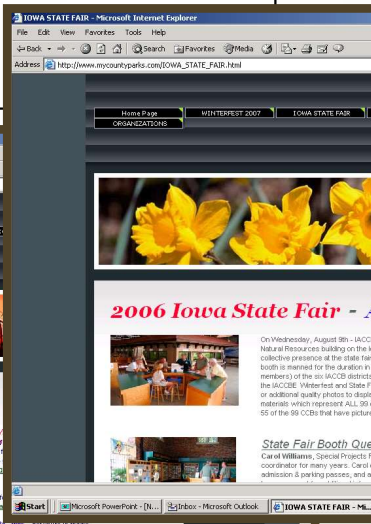 IOWA STATE FAIR - Microsoft Internet Explorer
File Edit View Favorites Tools Help
Back Search Favorites Media
Address http://www.mycountyparks.com/IOWA_STATE_FAIR.html
Home Page WINTERFEST 2007 IOWA STATE FAIR
ORGANIZATIONS
2006 Iowa State Fair -
On Wednesday, August 9th - IACC
Natural Resources building on the I
collective presence at the state fair
booth is manned for the duration in
members) of the six IACCB districts
the IACCBE Winterfest and State F
or additional quality photos to displa
materials which represent ALL 99
55 of the 99 CCBs that have picture
State Fair Booth Que
Carol Williams, Special Projects F
coordinator for many years. Carol
admission & parking passes, and a
Start Microsoft PowerPoint - [N... Inbox - Microsoft Outlook IOWA STATE FAIR - Mi...